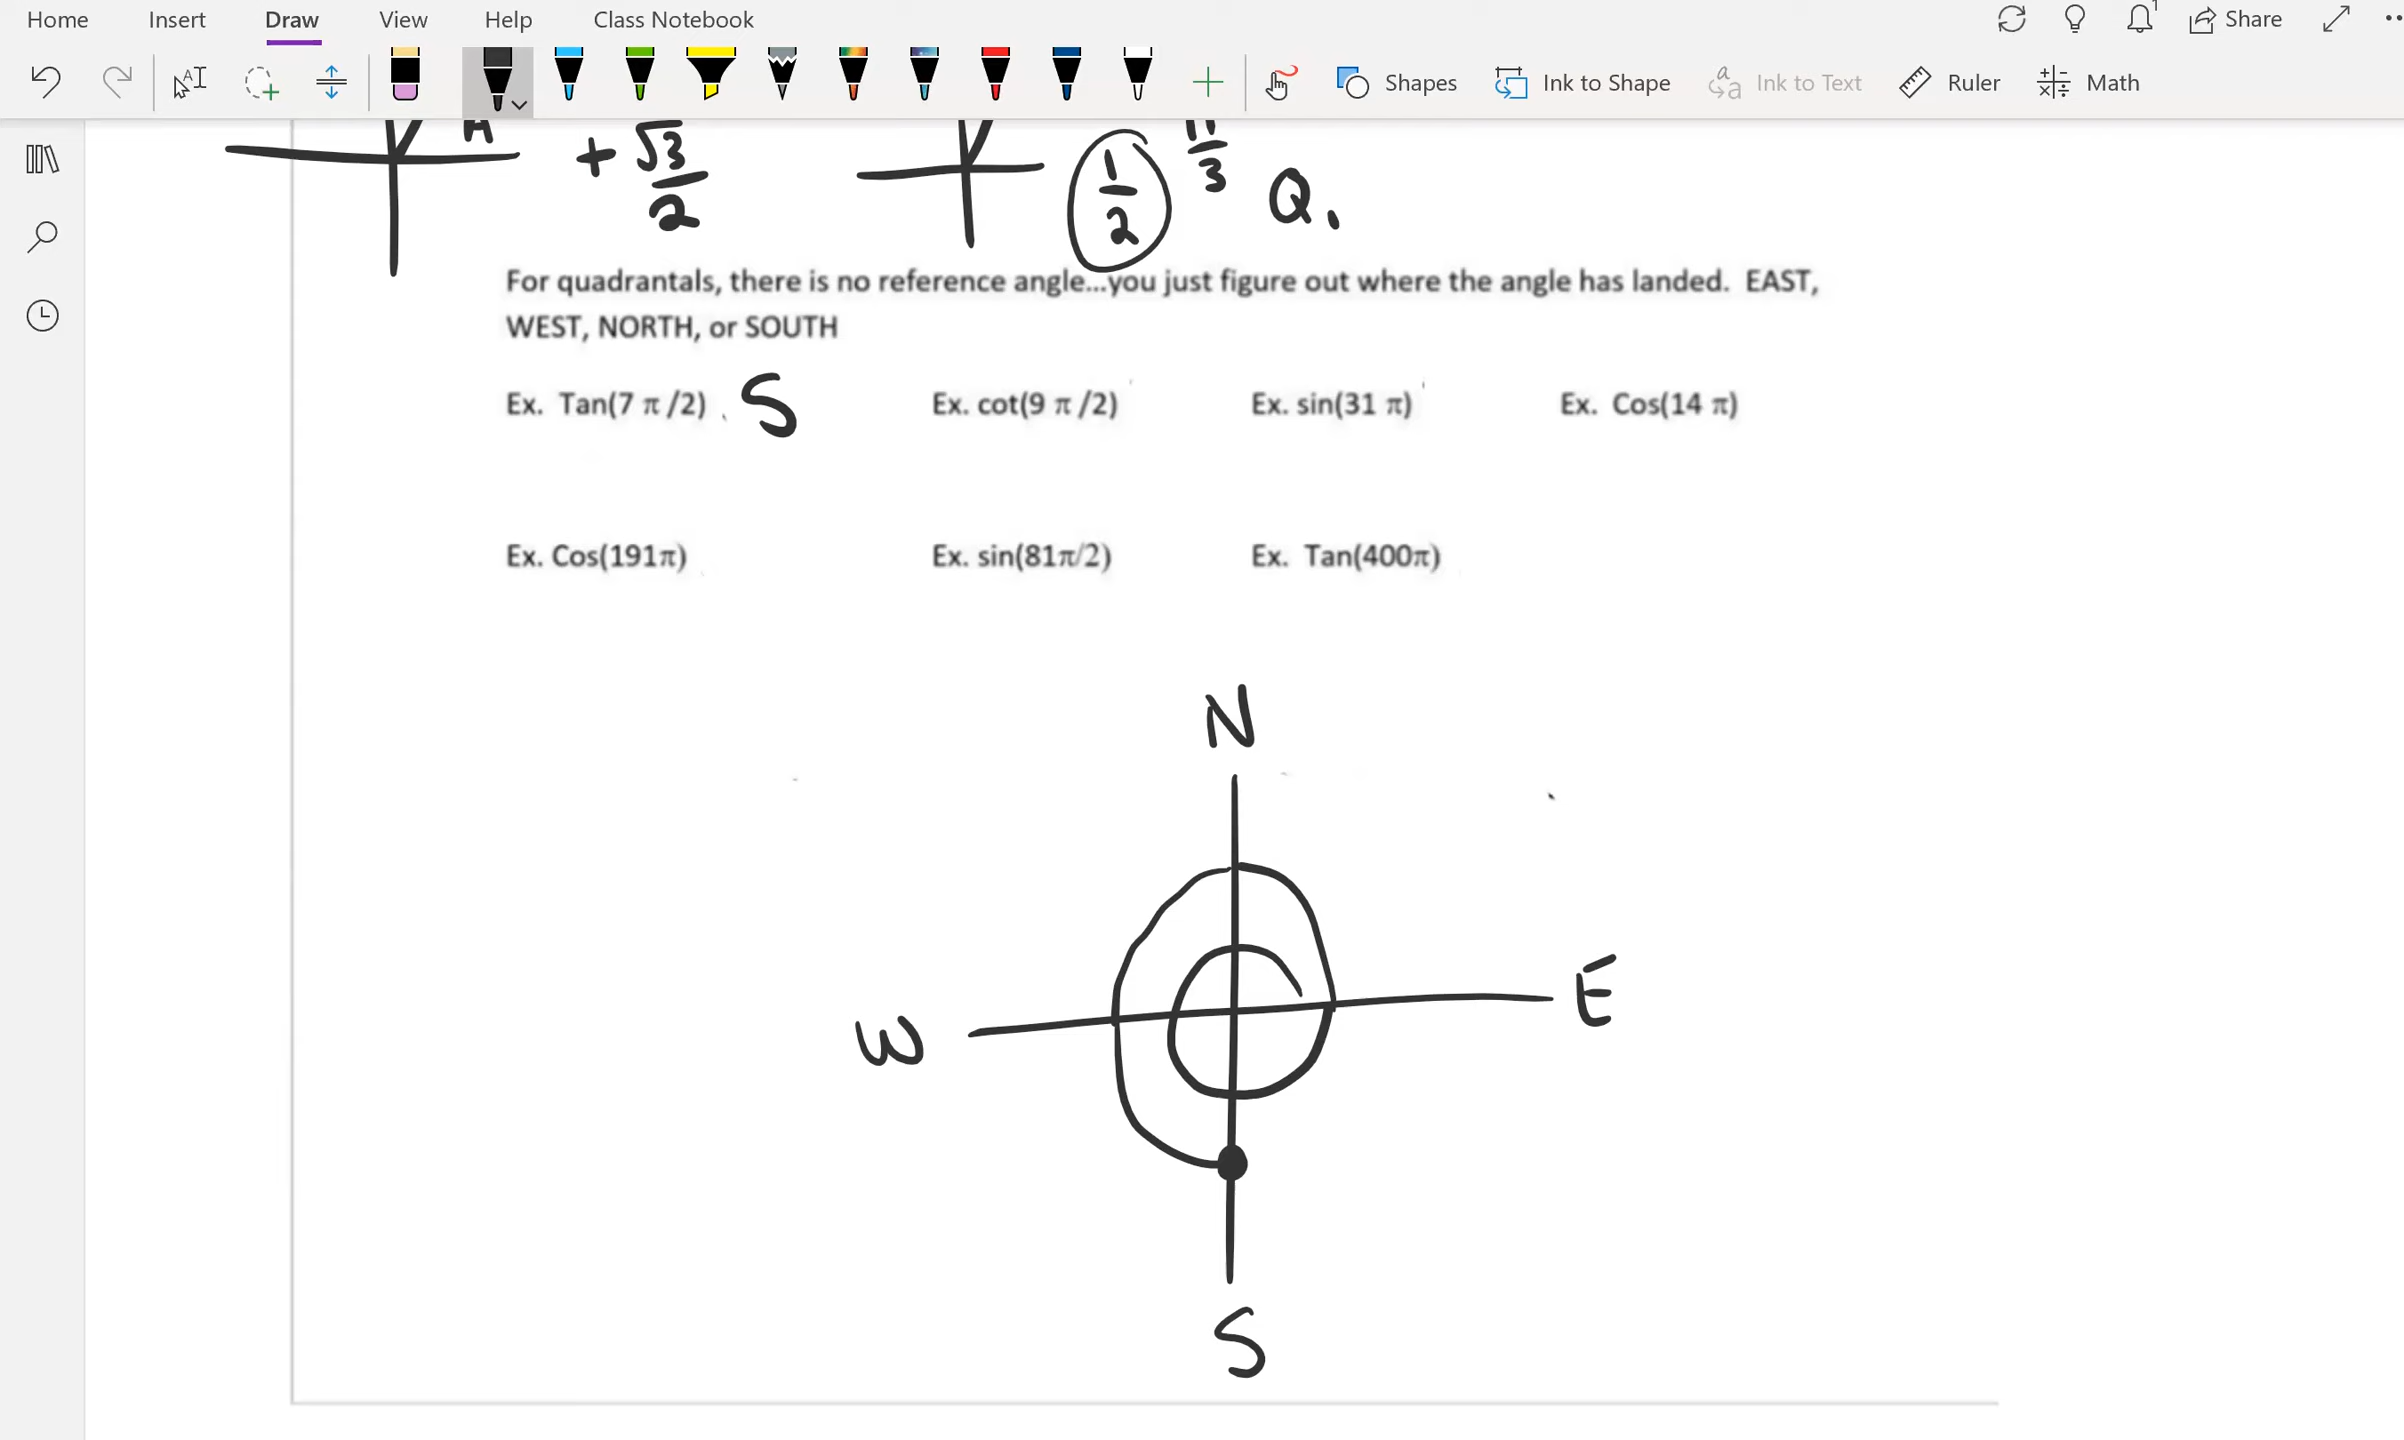 Home Insert Draw View Help Class Notebook Share
Shapes Ink to Shape Ink to Text Ruler Math
A + √3/2 1/2 π/3 Q1
For quadrantals, there is no reference angle...you just figure out where the angle has landed. EAST,
WEST, NORTH, or SOUTH
Ex. Tan(7 π /2) S Ex. cot(9 π /2) Ex. sin(31 π) Ex. Cos(14 π)
Ex. Cos(191π) Ex. sin(81π/2) Ex. Tan(400π)
N
E
W
S